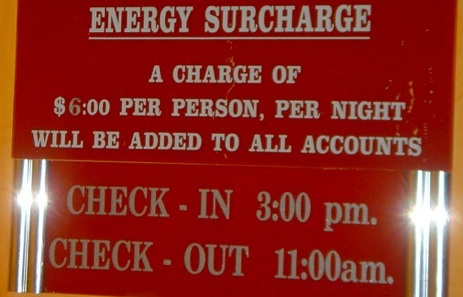 ENERGY SURCHARGE
A CHARGE OF
$6:00 PER PERSON, PER NIGHT
WILL BE ADDED TO ALL ACCOUNTS
CHECK - IN 3:00 pm.
CHECK - OUT 11:00am.